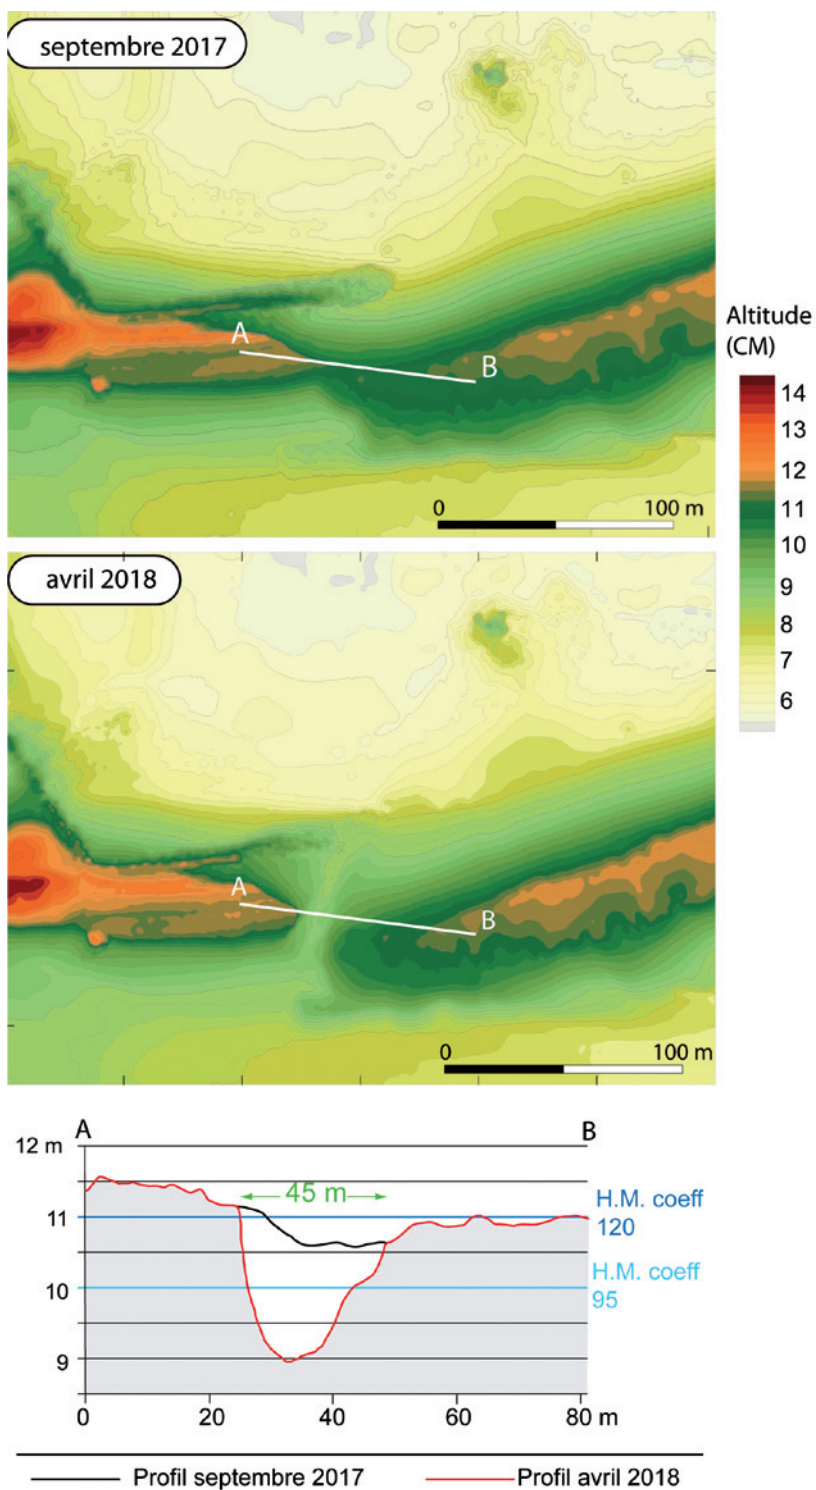 septembre 2017
A
B
0 100 m
Altitude
(CM)
14
13
12
11
10
9
8
7
6
avril 2018
A
B
0 100 m
A B
12 m
45 m
11
H.M. coeff
120
10
H.M. coeff
95
9
0 20 40 60 80 m
Profil septembre 2017 Profil avril 2018